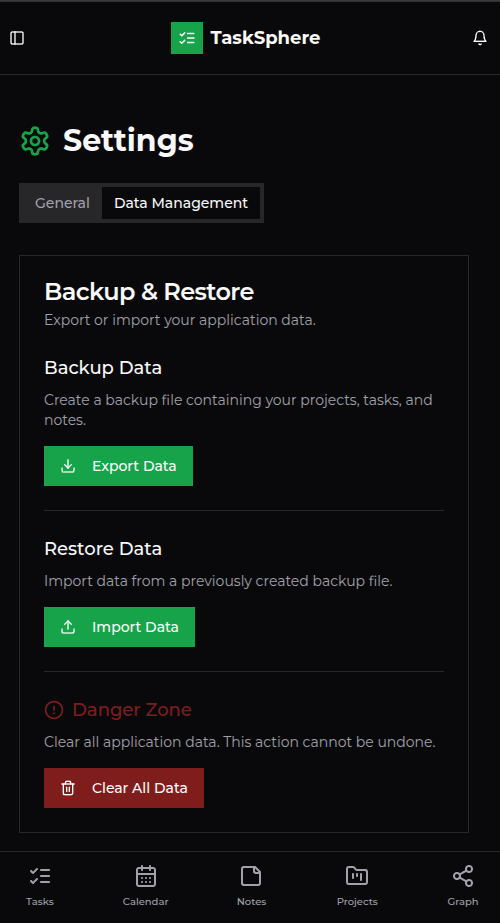 TaskSphere
Settings
General
Data Management
Backup & Restore
Export or import your application data.
Backup Data
Create a backup file containing your projects, tasks, and
notes.
Export Data
Restore Data
Import data from a previously created backup file.
Import Data
Danger Zone
Clear all application data. This action cannot be undone.
Clear All Data
Tasks
Calendar
Notes
Projects
Graph